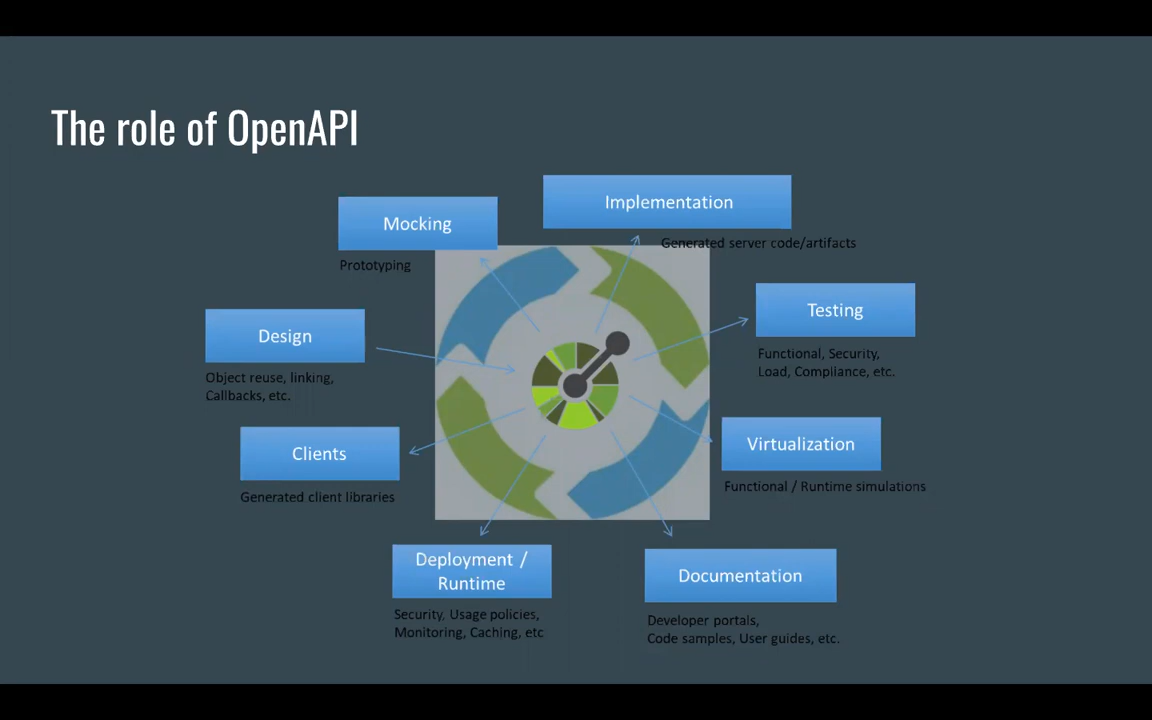 The role of OpenAPI
Implementation
Generated server code/artifacts
Mocking
Prototyping
Testing
Functional, Security,
Load, Compliance, etc.
Design
Object reuse, linking,
Callbacks, etc.
Virtualization
Functional / Runtime simulations
Clients
Generated client libraries
Deployment /
Runtime
Security, Usage policies,
Monitoring, Caching, etc
Documentation
Developer portals,
Code samples, User guides, etc.